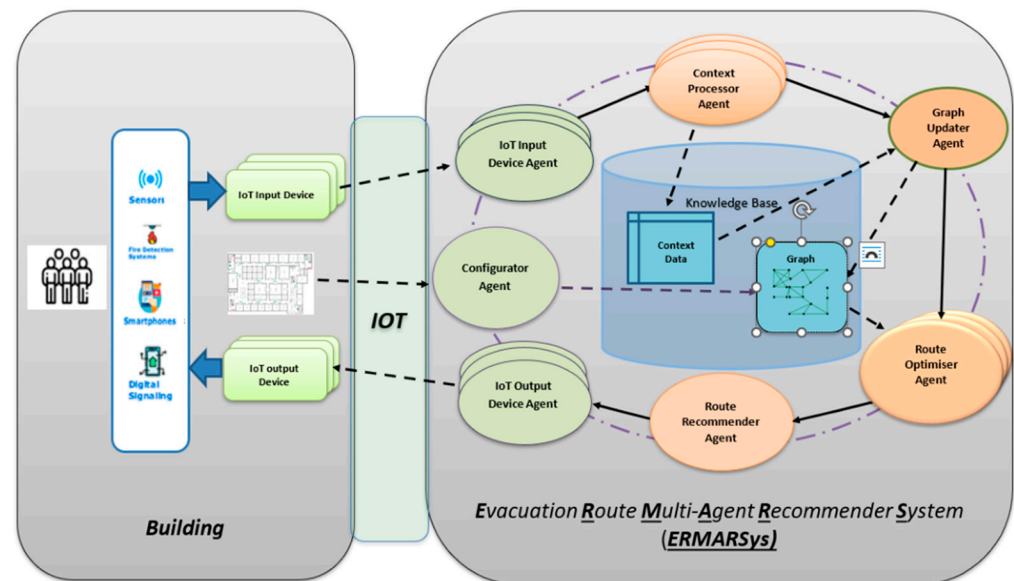 Sensors
Fire Detection
Systems
Smartphones
Digital
Signaling
IoT Input Device
IoT output
Device
Building
IOT
IoT Input
Device Agent
Configurator
Agent
IoT Output
Device Agent
Context
Processor
Agent
Graph
Updater
Agent
Knowledge Base
Context
Data
Graph
Route
Optimiser
Agent
Route
Recommender
Agent
Evacuation Route Multi-Agent Recommender System
(ERMARSys)